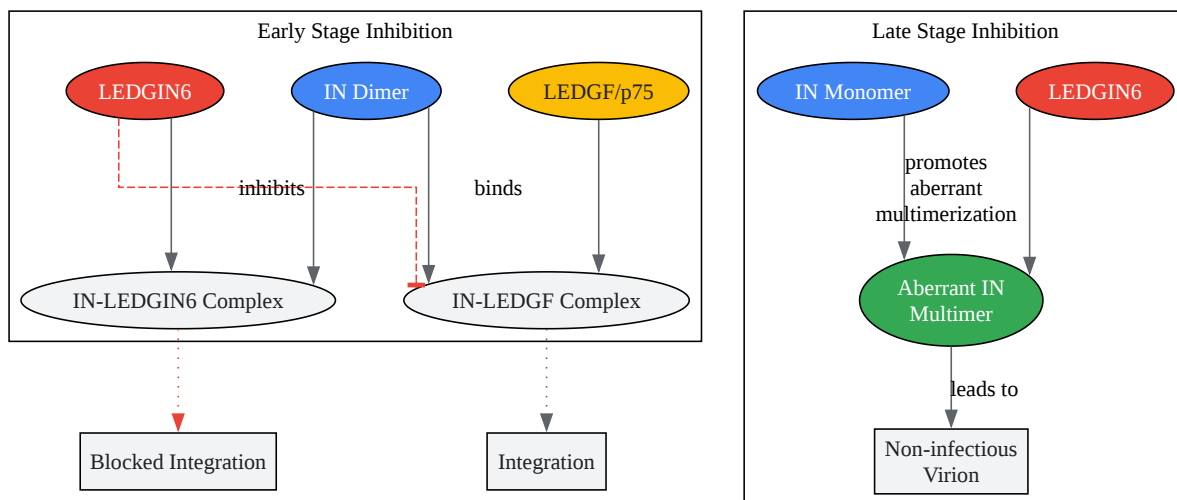 Early Stage Inhibition
LEDGIN6
IN Dimer
LEDGF/p75
inhibits
binds
IN-LEDGIN6 Complex
IN-LEDGF Complex
Blocked Integration
Integration
Late Stage Inhibition
IN Monomer
LEDGIN6
promotes
aberrant
multimerization
Aberrant IN
Multimer
leads to
Non-infectious
Virion